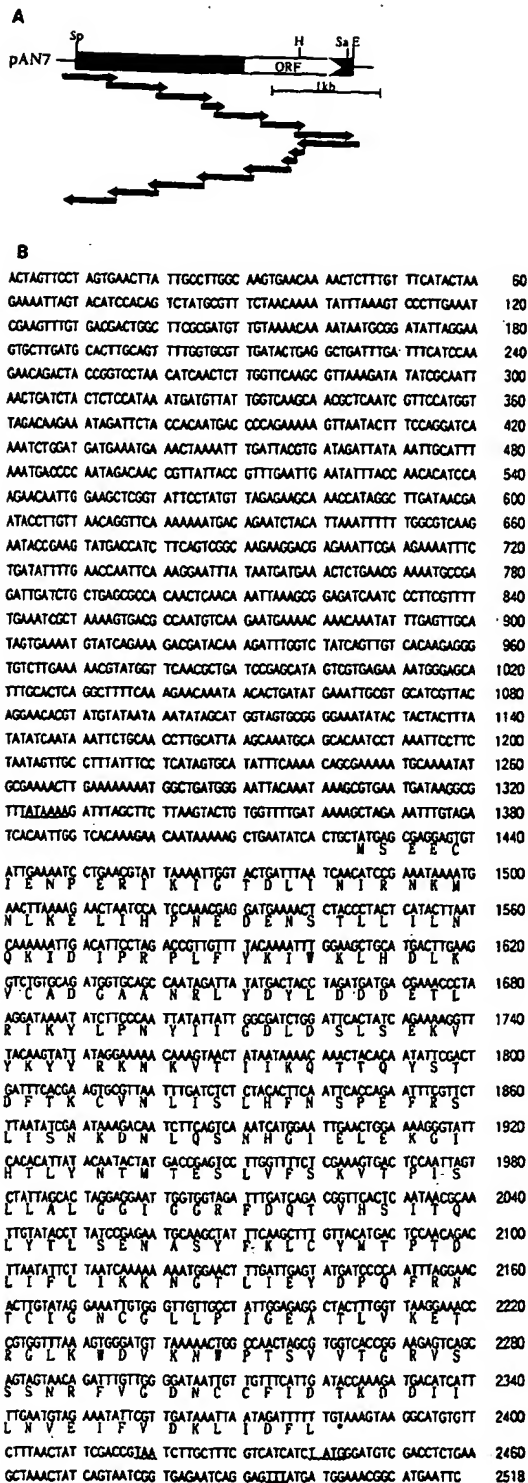 A
Sp H Sa E
pAN7 ORF
1kb
B
ACTAGTTCCT AGTGAACTTA TTGCCTTGGC AAGTGAACAA AACTCTTTGT TTCATACTAA 60
GAAAATTAGT ACATCCACAG TCTATGCGTT TCTAACAAAA TATTTAAAGT CCCTTGAAAT 120
CGAAGTTTGT GACGACTGGC TTCGCGATGT TGTAAAACAA AATAATGCGG ATATTAGGAA 180
GTGCTTGATG CACTTGCAGT TTTGGTGCGT TGATACTGAG GCTGATTTGA TTTCATCCAA 240
GAACAGACTA CCGGTCCTAA CATCAACTCT TGGTTCAAGC GTTAAAGATA TATCGCAATT 300
AACTGATCTA CTCTCCATAA ATGATGTTAT TGGTCAAGCA ACGCTCAATC GTTCCATGGT 360
TAGACAAGAA ATAGATTCTA CCACAATGAC CCCAGAAAAA GTTAATACTT TCCAGGATCA 420
AAATCTGGAT GATGAAATGA AACTAAAATT TGATTACGTG ATAGATTATA AATTGCATTT 480
AAATGACCCC AATAGACAAC CGTTATTACC GTTTGAATTG AATATTTACC AACACATCCA 540
AGAACAATTG GAAGCTCGGT ATTCCTATGT TAGAGAAGCA AACCATAGGC TTGATAACGA 600
ATACCTTGTT AACAGGTTCA AAAAAATGAC AGAATCTACA TTAAATTTTT TGGCGTCAAG 660
AATACCGAAG TATGACCATC TTCAGTCGGC AAGAAGGACG AGAAATTCGA AGAAAATTTC 720
TGATATTTTG AACCAATTCA AAGGAATTTA TAATGATGAA ACTCTGAACG AAAATGCCGA 780
GATTGATCTG CTGAGCGCCA CAACTCAACA AATTAAAGCG GAGATCAATC CCTTCGTTTT 840
TGAAATCGCT AAAAGTGACG CCAATGTCAA GAATGAAAAC AAACAAATAT TTGAGTTGCA 900
TAGTGAAAAT GTATCAGAAA GACGATACAA AGATTTGGTC TATCAGTTGT CACAAGAGGG 960
TGTCTTGAAA AACGTATGGT TCAACGCTGA TCCGAGCATA GTCGTGAGAA AATGGGAGCA 1020
TTTGCACTCA GGCTTTTCAA AGAACAAATA ACACTGATAT GAAATTGCGT GCATCGTTAC 1080
AGGAACACGT ATGTATAATA AATATAGCAT GGTAGTGCGG GGAAATATAC TACTACTTTA 1140
TATATCAATA AATTCTGCAA CCTTGCATTA AGCAAATGCA GCACAATCCT AAATTCCTTC 1200
TAATAGTTGC CTTTATTTCC TCATAGTGCA TATTTCAAAA CAGCGAAAAA TGCAAAATAT 1260
GCGAAAACTT GAAAAAAAAT GGCTGATGGG AATTACAAAT AAAGCGTGAA TGATAAGGCG 1320
TTTATAAAAG ATTTAGCTTC TTAAGTACTG TGGTTTTGAT AAAAGCTAGA AATTTGTAGA 1380
TCACAATTGG TCACAAAGAA CAATAAAAAG CTGAATATCA CTGCTATGAG CGAGGAGTGT 1440
M S E E C
ATTGAAAATC CTGAACGTAT TAAAATTGGT ACTGATTTAA TCAACATCCG AAATAAAATG 1500
I E N P E R I K I G T D L I N I R N K M
AACTTAAAAG AACTAATCCA TCCAAACGAG GATGAAAACT CTACCCTACT CATACTTAAT 1560
N L K E L I H P N E D E N S T L L I L N
CAAAAAATTG ACATTCCTAG ACCGTTGTTT TACAAAATTT GGAAGCTGCA TGACTTGAAG 1620
Q K I D I P R P L F Y K I W K L H D L K
GTCTGTGCAG ATGGTGCAGC CAATAGATTA TATGACTACC TAGATGATGA CGAAACCCTA 1680
V C A D G A A N R L Y D Y L D D D E T L
AGGATAAAAT ATCTTCCCAA TTATATTATT GGCGATCTGG ATTCACTATC AGAAAAGGTT 1740
R I K Y L P N Y I I G D L D S L S E K V
TACAAGTATT ATAGGAAAAA CAAAGTAACT ATAATAAAAC AAACTACACA ATATTCGACT 1800
Y K Y Y R K N K V T I I K Q T T Q Y S T
GATTTCACGA AGTGCGTTAA TTTGATCTCT CTACACTTCA ATTCACCAGA ATTTCGTTCT 1860
D F T K C V N L I S L H F N S P E F R S
TTAATATCGA ATAAAGACAA TCTTCAGTCA AATCATGGAA TTGAACTGGA AAAGGGTATT 1920
L I S N K D N L Q S N H G I E L E K G I
CACACATTAT ACAATACTAT GACCGAGTCC TTGGTTTTCT CGAAAGTGAC TCCAATTAGT 1980
H T L Y N T M T E S L V F S K V T P I S
CTATTAGCAC TAGGAGGAAT TGGTGGTAGA TTTGATCAGA CGGTTCACTC AATAACGCAA 2040
L L A L G G I G G R F D Q T V H S I T Q
TTGTATACCT TATCCGAGAA TGCAAGCTAT TTCAAGCTTT GTTACATGAC TCCAACAGAC 2100
L Y T L S E N A S Y F K L C Y M T P T D
TTAATATTCT TAATCAAAAA AAATGGAACT TTGATTGAGT ATGATCCCCA ATTTAGGAAC 2160
L I F L I K K N G T L I E Y D P Q F R N
ACTTGTATAG GAAATTGTGG GTTGTTGCCT ATTGGAGAGG CTACTTTGGT TAAGGAAACC 2220
T C I G N C G L L P I G E A T L V K E T
CGTGGTTTAA AGTGGGATGT TAAAAACTGG CCAACTAGCG TGGTCACCGG AAGAGTCAGC 2280
R G L K W D V K N W P T S V V T G R V S
AGTAGTAACA GATTTGTTGG GGATAATTGT TGTTTCATTG ATACCAAAGA TGACATCATT 2340
S S N R F V G D N C C F I D T K D D I I
TTGAATGTAG AAATATTCGT TGATAAATTA ATAGATTTTT TGTAAAGTAA GGCATGTGTT 2400
L N V E I F V D K L I D F L *
CTTTAACTAT TCGACCGTAA TCTTGCTTTC GTCATCATCT TATGGGATGT GACCTCTGAA 2460
GCTAAACTAT CAGTAATCGG TGAGAATCAG GAGTTTATGA TGGAAACGGC ATGAATTC 2518